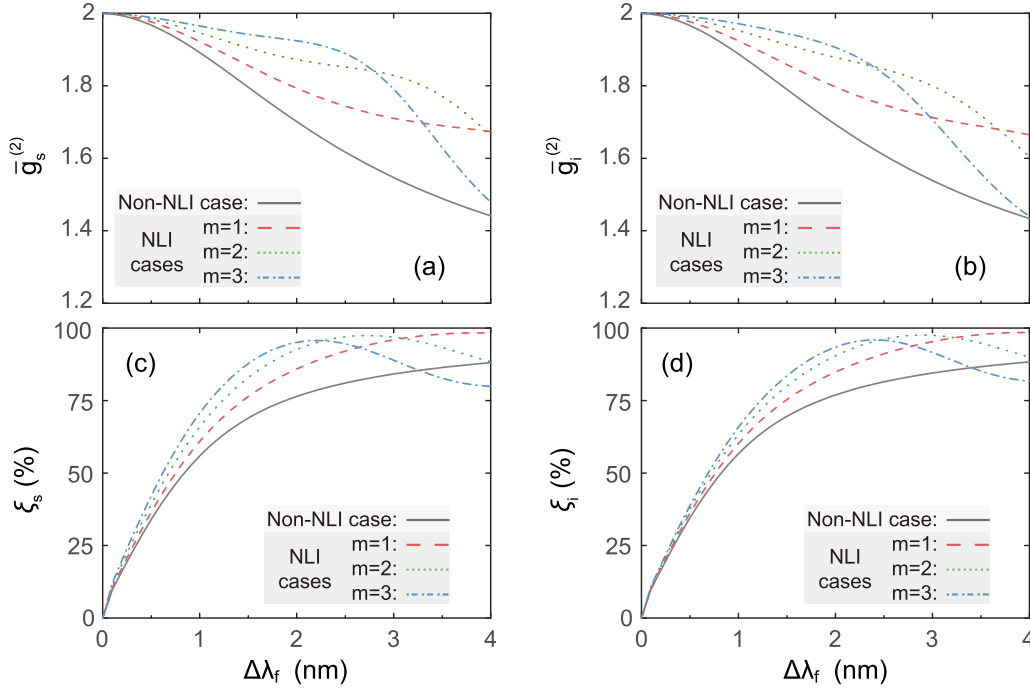 2
1.8
1.6
1.4
1.2
g̅s(2)
Non-NLI case:
NLI cases
m=1:
m=2:
m=3:
(a)
2
1.8
1.6
1.4
1.2
g̅i(2)
Non-NLI case:
NLI cases
m=1:
m=2:
m=3:
(b)
100
75
50
25
0
ξs (%)
(c)
Non-NLI case:
NLI cases
m=1:
m=2:
m=3:
0 1 2 3 4
Δλf (nm)
100
75
50
25
0
ξi (%)
(d)
Non-NLI case:
NLI cases
m=1:
m=2:
m=3:
0 1 2 3 4
Δλf (nm)